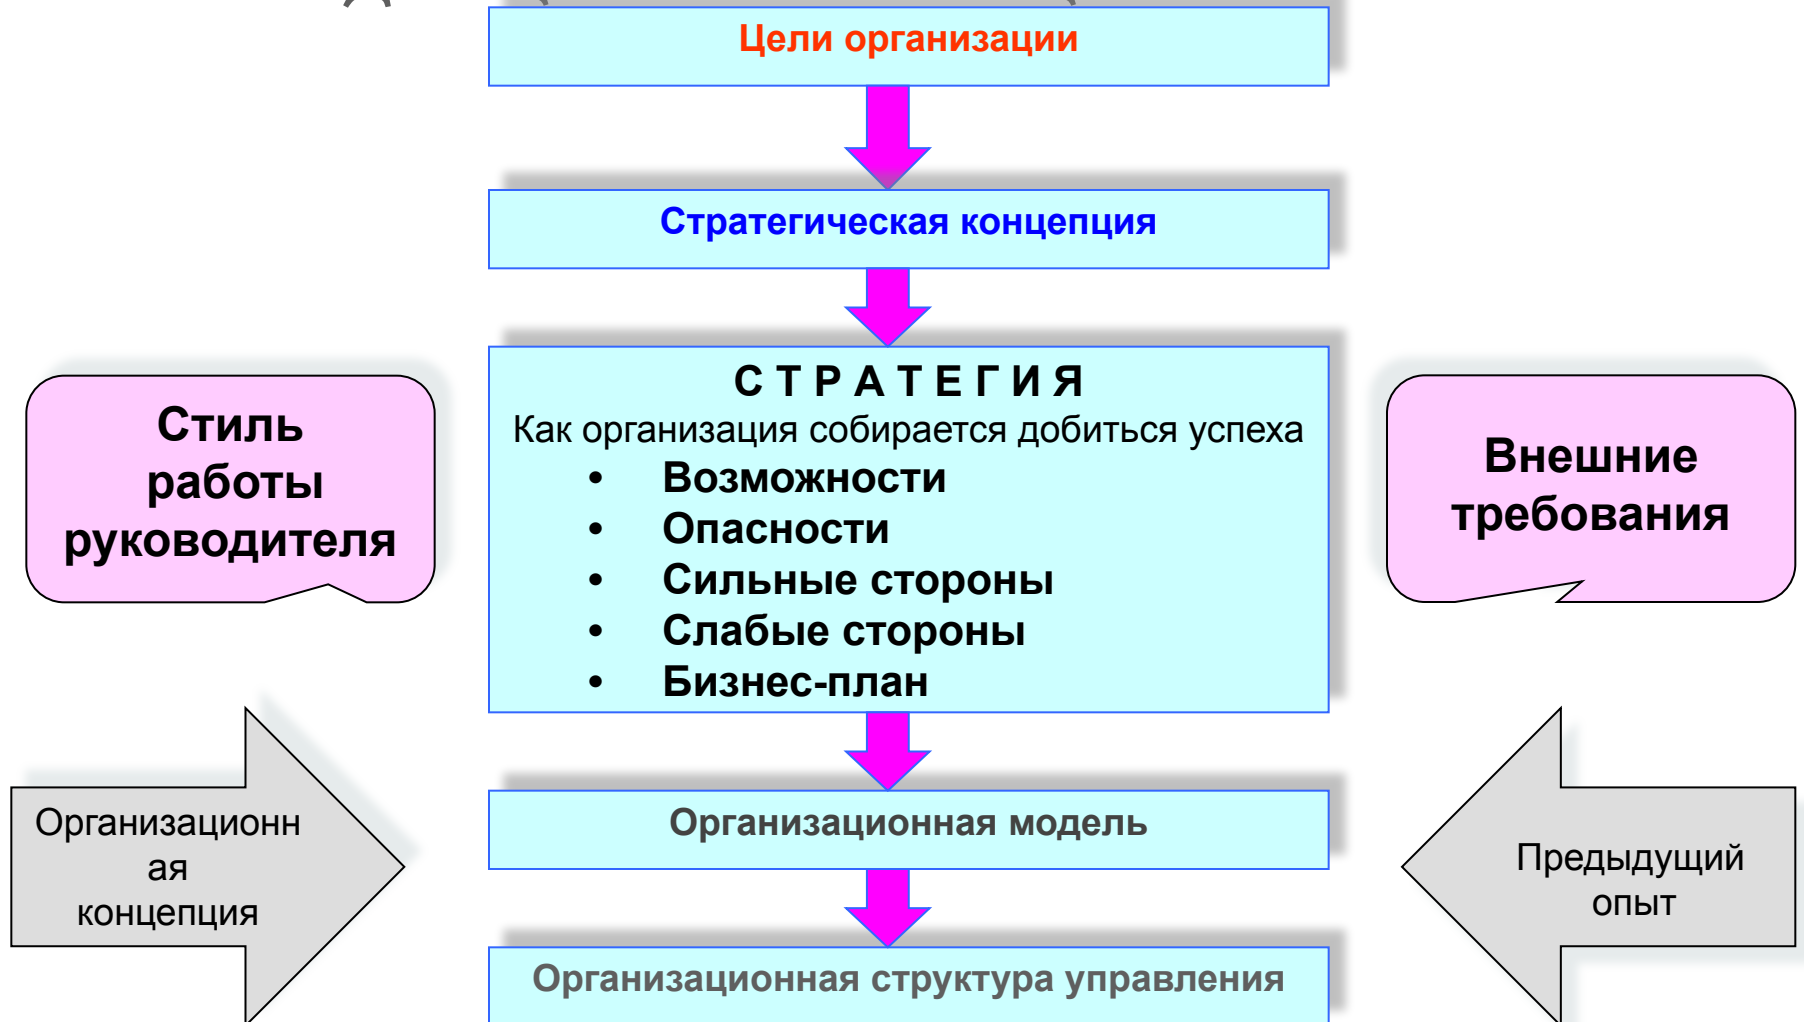 Цели организации
Стратегическая концепция
С Т Р А Т Е Г И Я
Как организация собирается добиться успеха
• Возможности
• Опасности
• Сильные стороны
• Слабые стороны
• Бизнес-план
Стиль
работы
руководителя
Внешние
требования
Организационн
ая
концепция
Организационная модель
Предыдущий
опыт
Организационная структура управления